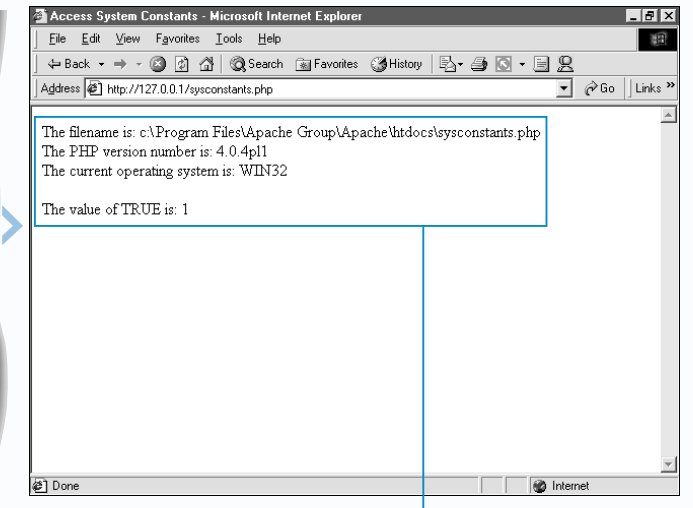 Access System Constants - Microsoft Internet Explorer
File Edit View Favorites Tools Help
Back Search Favorites History
Address http://127.0.0.1/sysconstants.php Go Links »
The filename is: c:\Program Files\Apache Group\Apache\htdocs\sysconstants.php
The PHP version number is: 4.0.4pl1
The current operating system is: WIN32
The value of TRUE is: 1
Done Internet